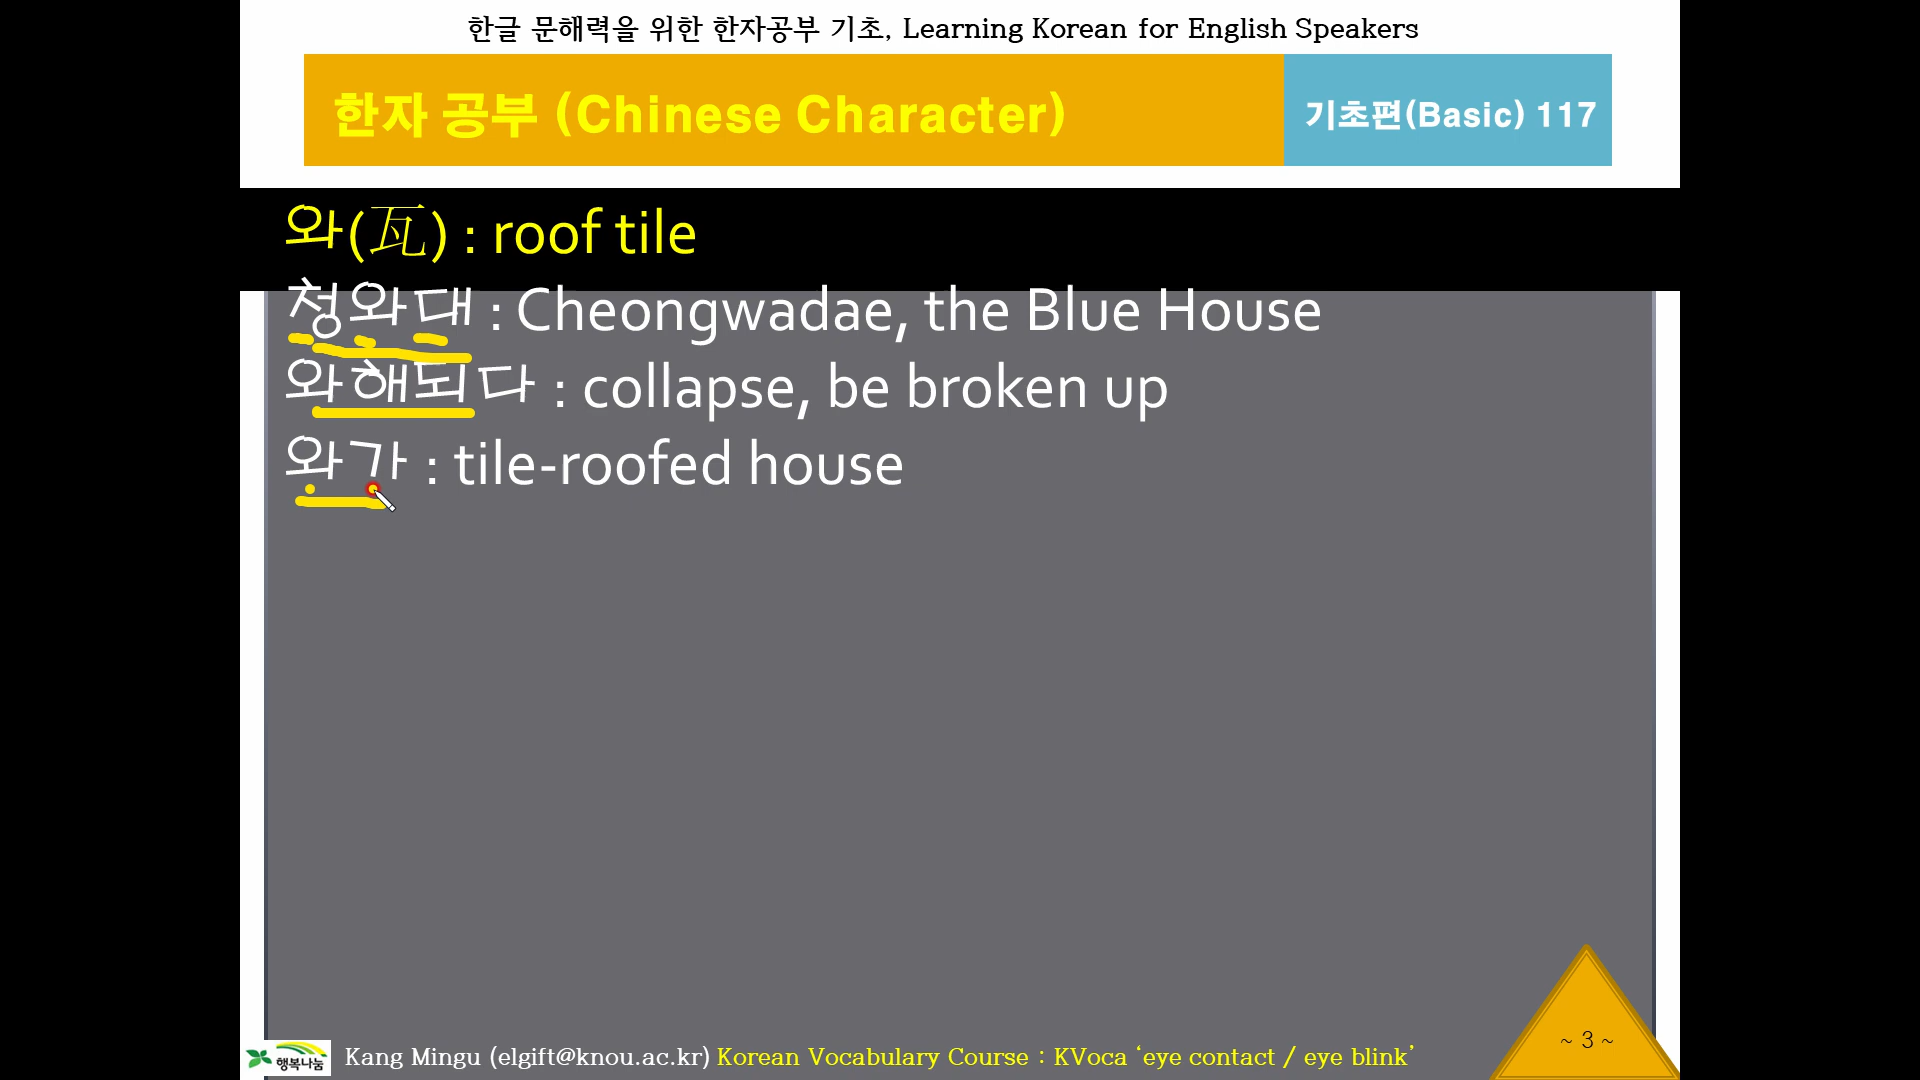 한글 문해력을 위한 한자공부 기초, Learning Korean for English Speakers
한자 공부 (Chinese Character)
기초편(Basic) 117
와(瓦) : roof tile
청와대 : Cheongwadae, the Blue House
와해되다 : collapse, be broken up
와가 : tile-roofed house
~ 3 ~
행복나눔
Kang Mingu (elgift@knou.ac.kr) Korean Vocabulary Course : KVoca ‘eye contact / eye blink’